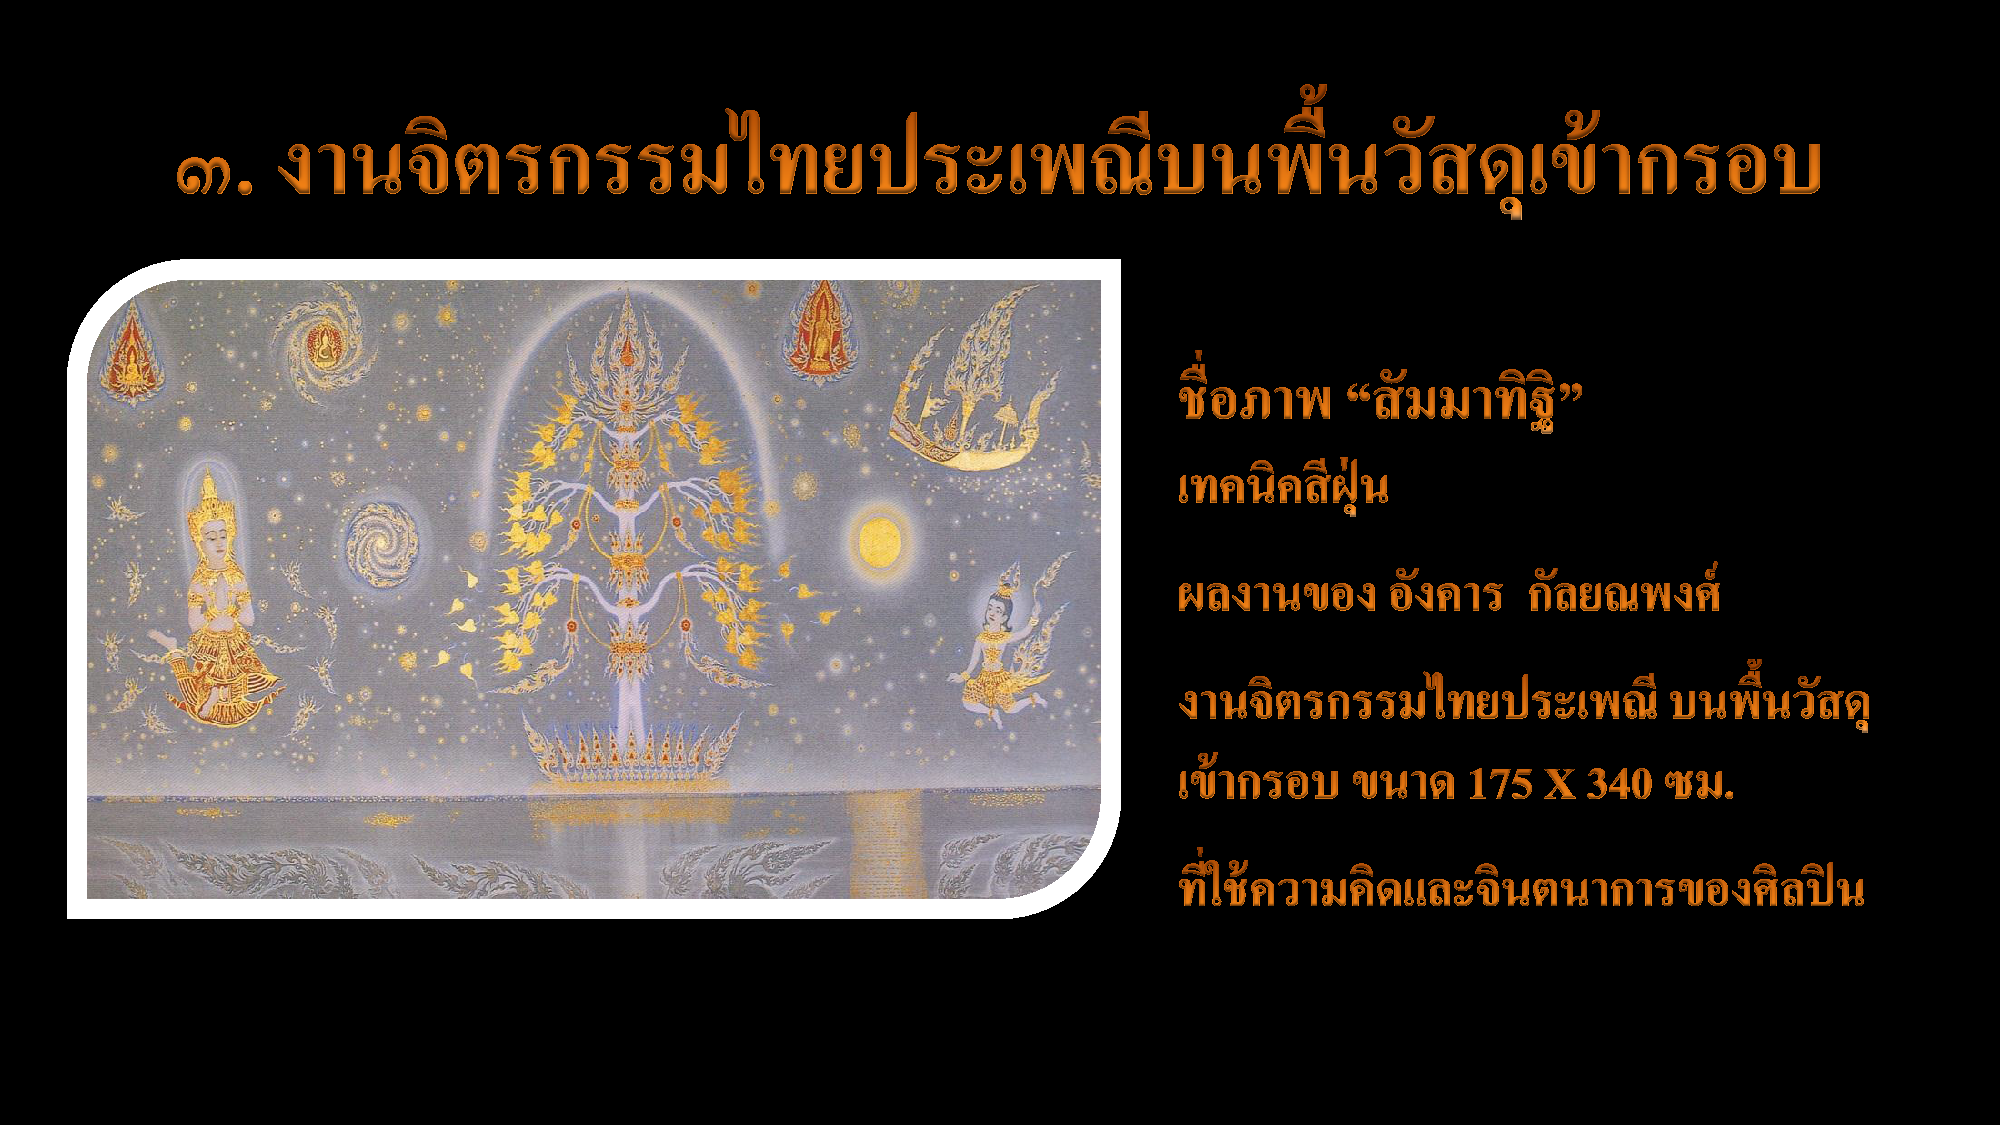 ๓. งานจิตรกรรมไทยประเพณีบนพื้นวัสดุเข้ากรอบ
ชื่อภาพ “สัมมาทิฐิ”
เทคนิคสีฝุ่น
ผลงานของ อังคาร กัลยณพงศ์
งานจิตรกรรมไทยประเพณี บนพื้นวัสดุ
เข้ากรอบ ขนาด 175 X 340 ซม.
ที่ใช้ความคิดและจินตนาการของศิลปิน